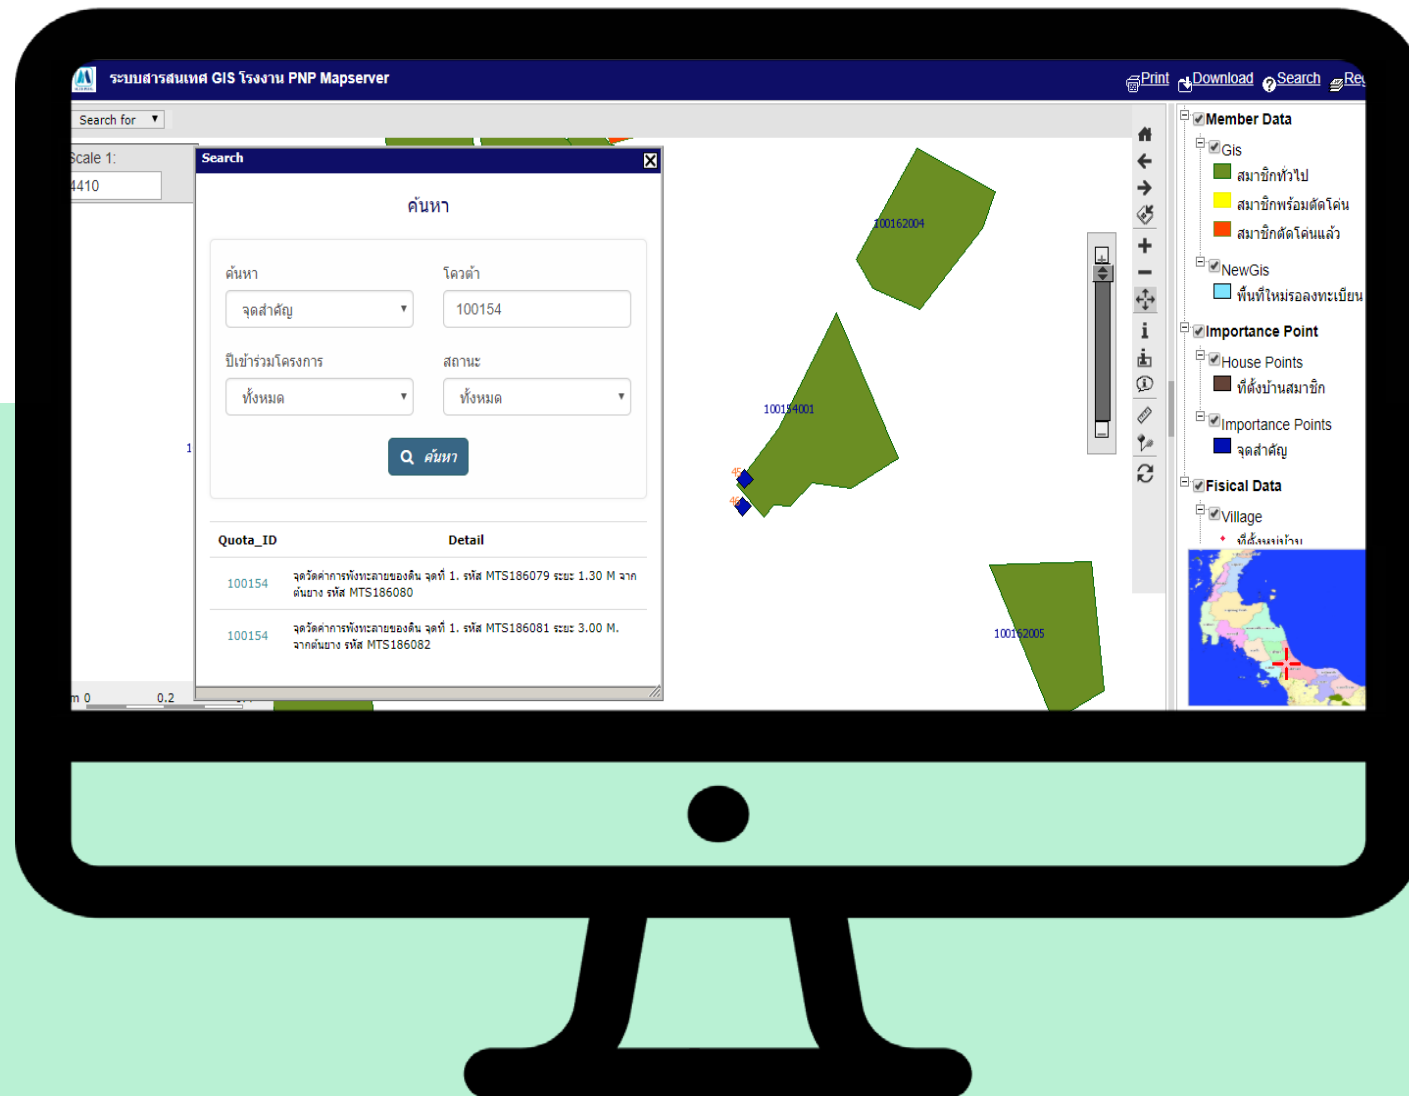 ระบบสารสนเทศ GIS โรงงาน PNP Mapserver
Print Download Search
Search for
Scale 1:
4410
Search
ค้นหา
ค้นหา โควต้า
จุดสำคัญ 100154
ปีเข้าร่วมโครงการ สถานะ
ทั้งหมด ทั้งหมด
ค้นหา
Quota_ID Detail
100154 จุดวัดค่าการพังทะลายของดิน จุดที่ 1. รหัส MTS186079 ระยะ 1.30 M จาก
ต้นยาง รหัส MTS186080
100154 จุดวัดค่าการพังทะลายของดิน จุดที่ 1. รหัส MTS186081 ระยะ 3.00 M.
จากต้นยาง รหัส MTS186082
0 0.2
100162004
100154001
45
46
100162005
Member Data
Gis
สมาชิกทั่วไป
สมาชิกพร้อมตัดโค่น
สมาชิกตัดโค่นแล้ว
NewGis
พื้นที่ใหม่รอลงทะเบียน
Importance Point
House Points
ที่ตั้งบ้านสมาชิก
Importance Points
จุดสำคัญ
Fisical Data
Village
ที่ตั้งหมู่บ้าน